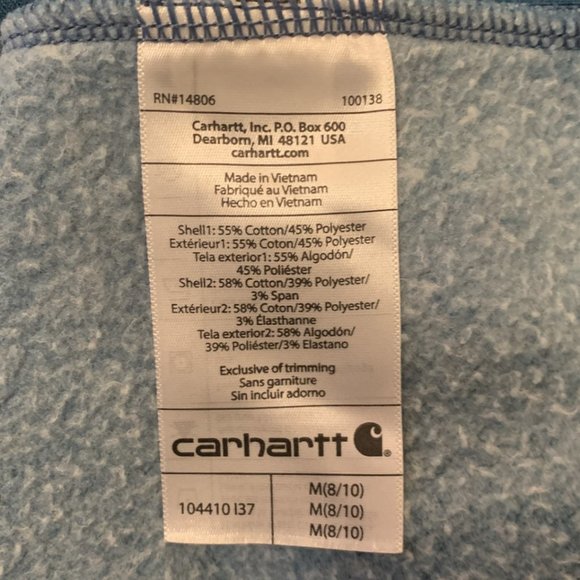 RN#14806 100138
Carhartt, Inc. P.O. Box 600
Dearborn, MI 48121 USA
carhartt.com
Made in Vietnam
Fabriqué au Vietnam
Hecho en Vietnam
Shell1: 55% Cotton/45% Polyester
Extérieur1: 55% Coton/45% Polyester
Tela exterior1: 55% Algodón/
45% Poliéster
Shell2: 58% Cotton/39% Polyester/
3% Span
Extérieur2: 58% Coton/39% Polyester/
3% Élasthanne
Tela exterior2: 58% Algodón/
39% Poliéster/3% Elastano
Exclusive of trimming
Sans garniture
Sin incluir adorno
carhartt
104410 I37 M(8/10)
M(8/10)
M(8/10)